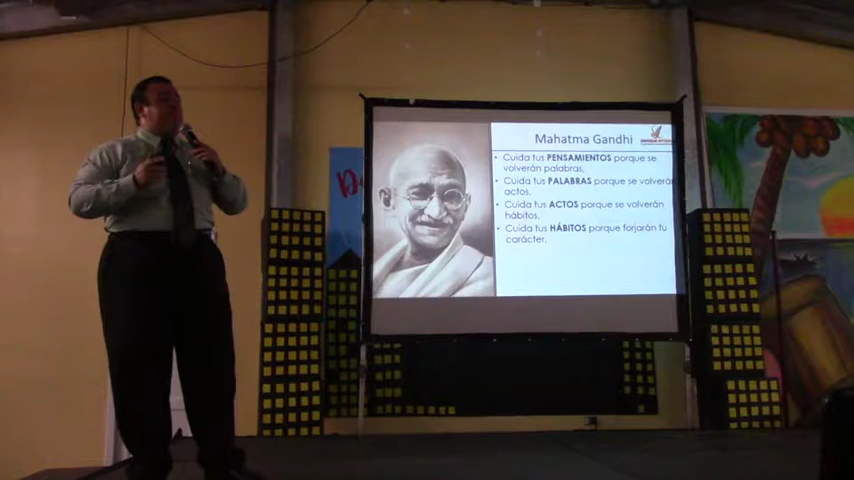 Mahatma Gandhi
• Cuida tus PENSAMIENTOS porque se
volverán palabras,
• Cuida tus PALABRAS porque se volverán
actos.
• Cuida tus ACTOS porque se volverán
hábitos.
• Cuida tus HÁBITOS porque forjarán tu
carácter.